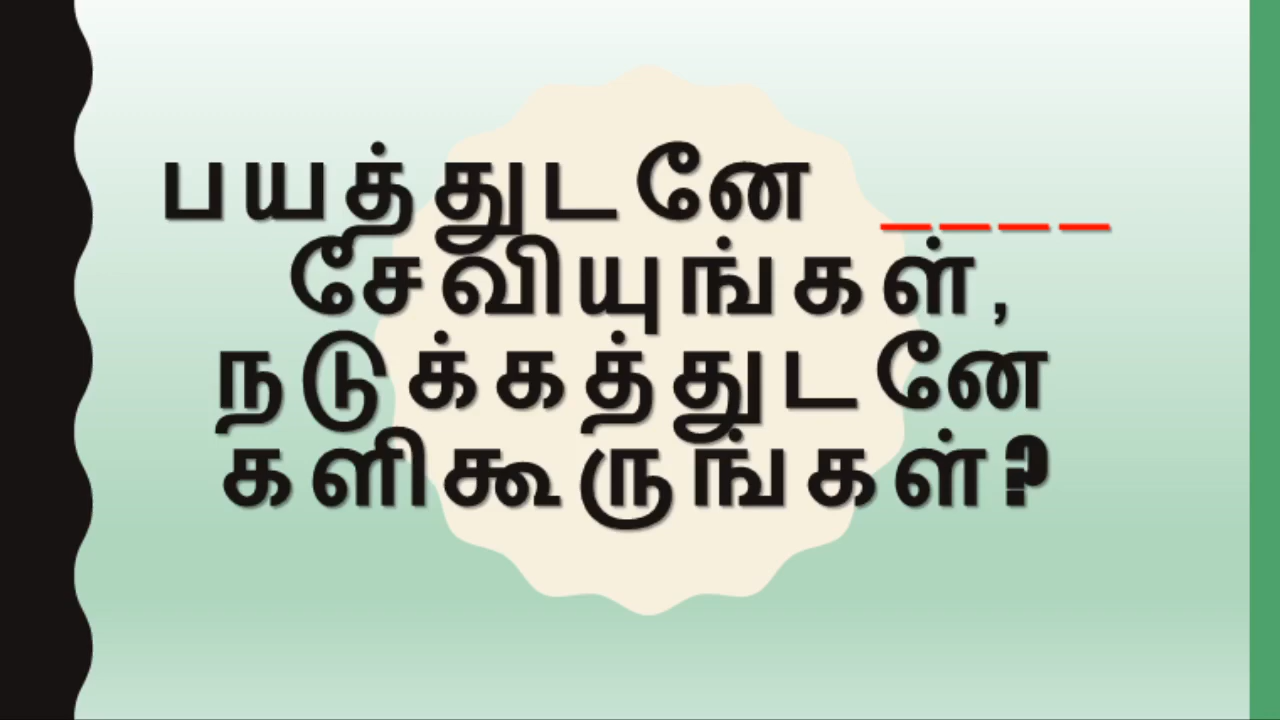 பயத்துடனே ____
சேவியுங்கள்,
நடுக்கத்துடனே
களிகூருங்கள்?